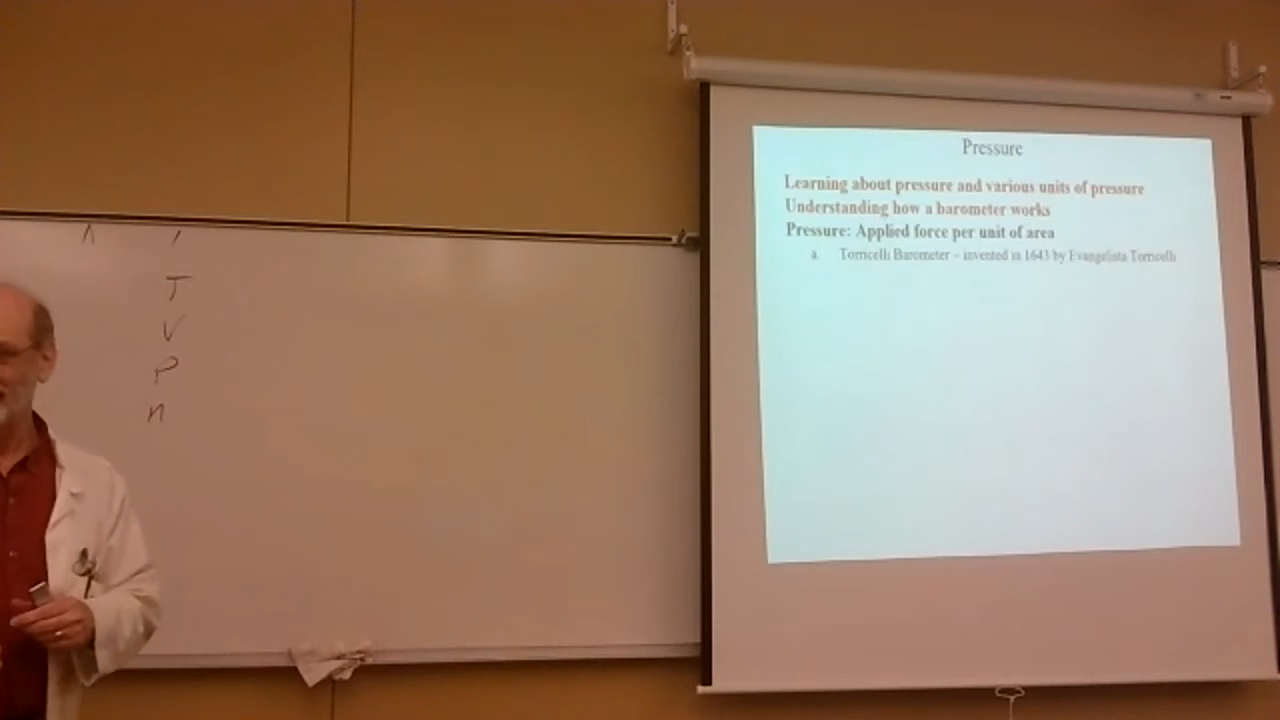 T
V
P
n
Pressure
Learning about pressure and various units of pressure
Understanding how a barometer works
Pressure: Applied force per unit of area
a. Torricelli Barometer – invented in 1643 by Evangelista Torricelli